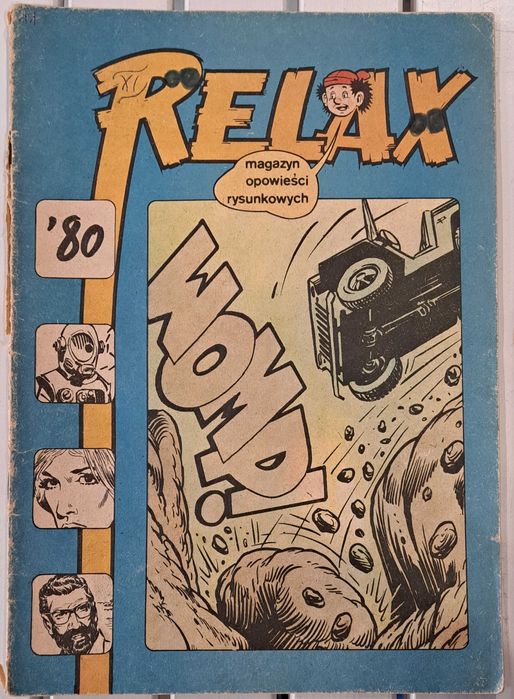 RELAX
magazyn
opowieści
rysunkowych
'80
WOMP!